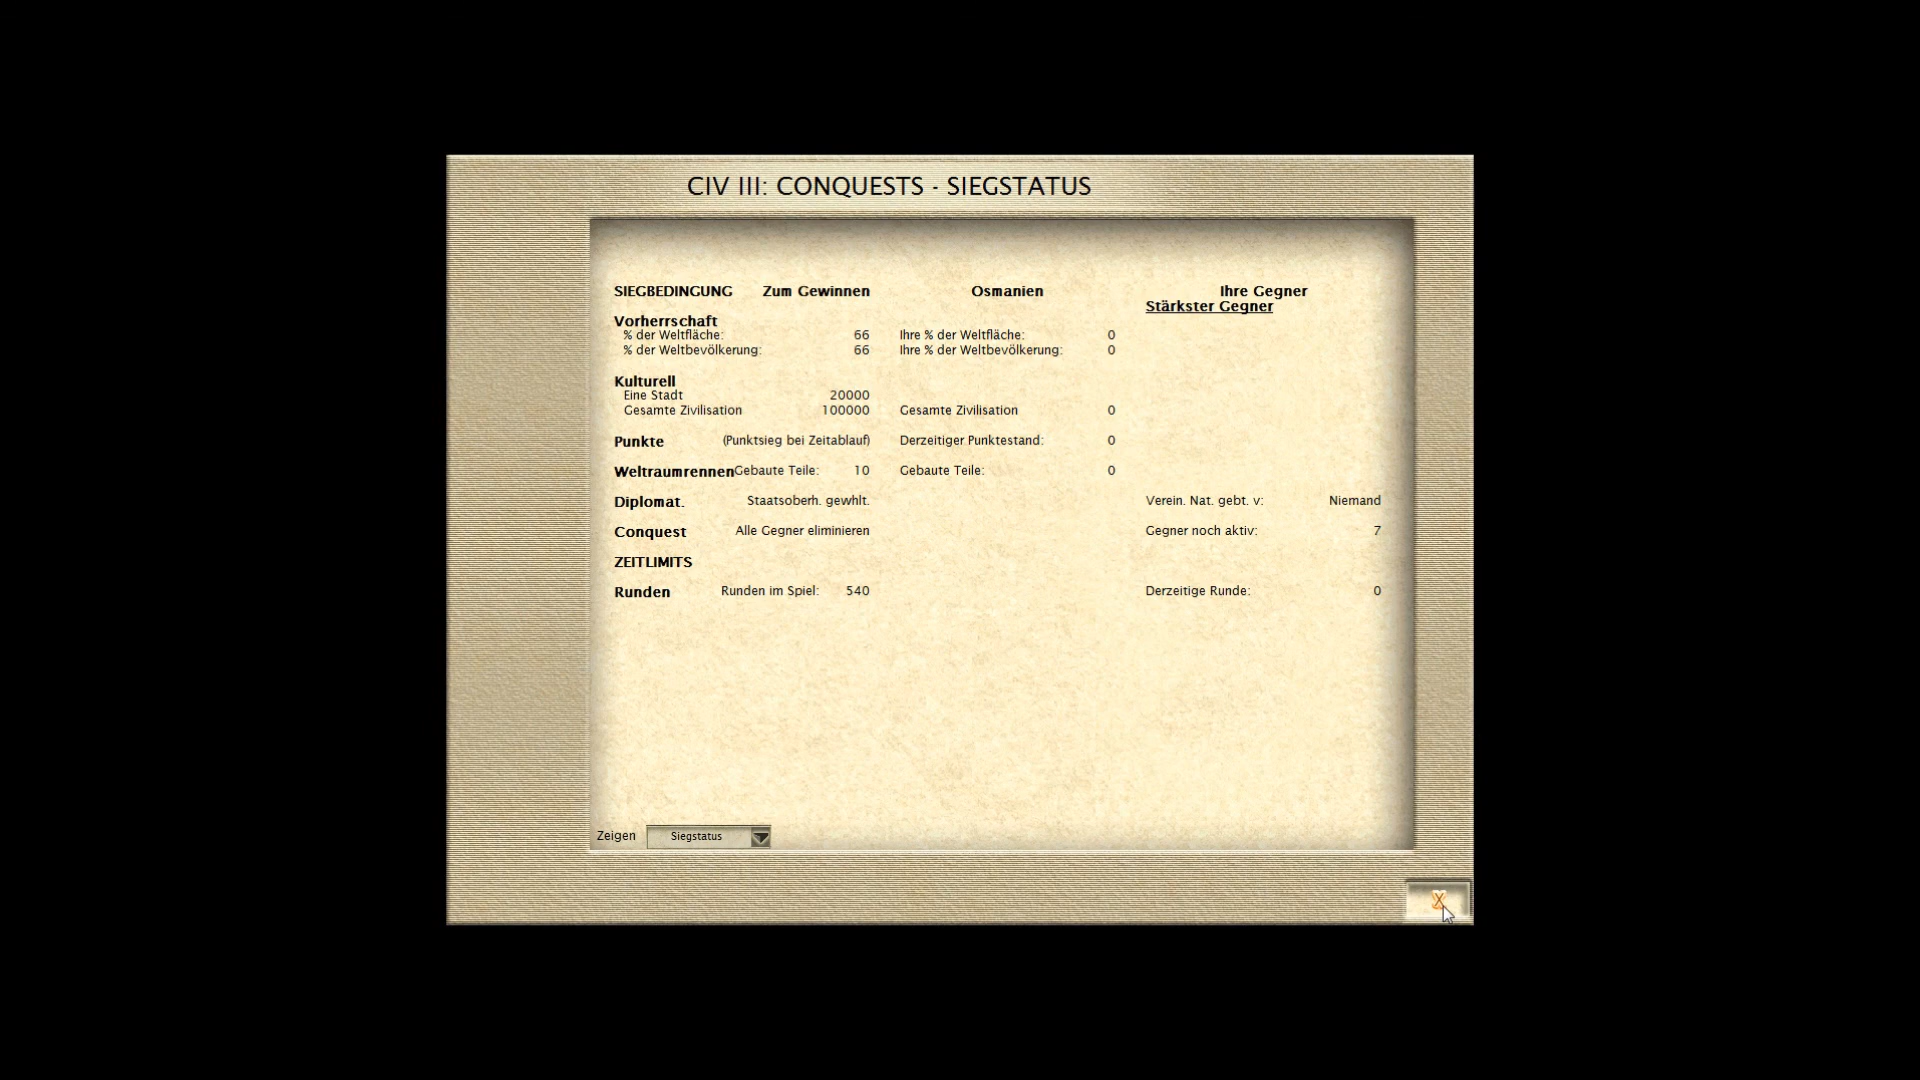 CIV III: CONQUESTS - SIEGSTATUS
SIEGBEDINGUNG Zum Gewinnen Osmanien Ihre Gegner
Stärkster Gegner
Vorherrschaft
% der Weltfläche: 66 Ihre % der Weltfläche: 0
% der Weltbevölkerung: 66 Ihre % der Weltbevölkerung: 0
Kulturell
Eine Stadt 20000
Gesamte Zivilisation 100000 Gesamte Zivilisation 0
Punkte (Punktsieg bei Zeitablauf) Derzeitiger Punktestand: 0
Weltraumrennen Gebaute Teile: 10 Gebaute Teile: 0
Diplomat. Staatsoberh. gewhlt. Verein. Nat. gebt. v: Niemand
Conquest Alle Gegner eliminieren Gegner noch aktiv: 7
ZEITLIMITS
Runden Runden im Spiel: 540 Derzeitige Runde: 0
Zeigen Siegstatus
X